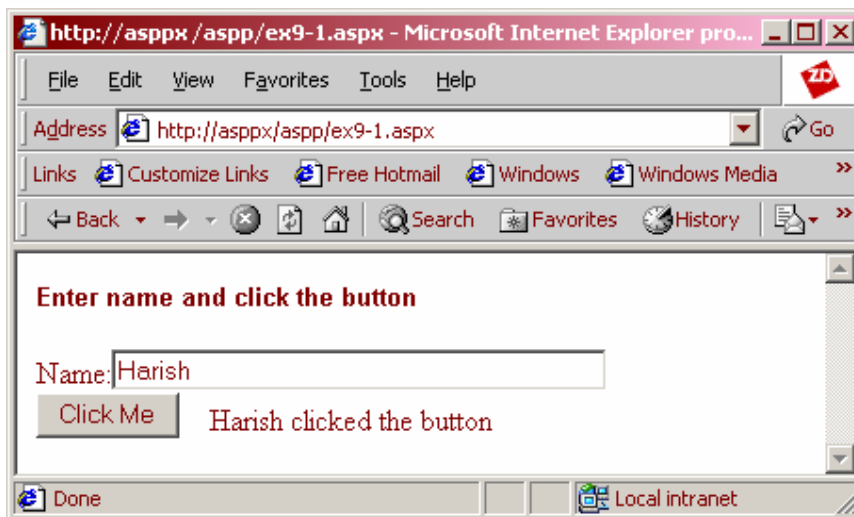 http://asppx /aspp/ex9-1.aspx - Microsoft Internet Explorer pro...
File Edit View Favorites Tools Help
ZD
Address http://asppx/aspp/ex9-1.aspx Go
Links Customize Links Free Hotmail Windows Windows Media »
Back Search Favorites History »
Enter name and click the button
Name: Harish
Click Me Harish clicked the button
Done Local intranet